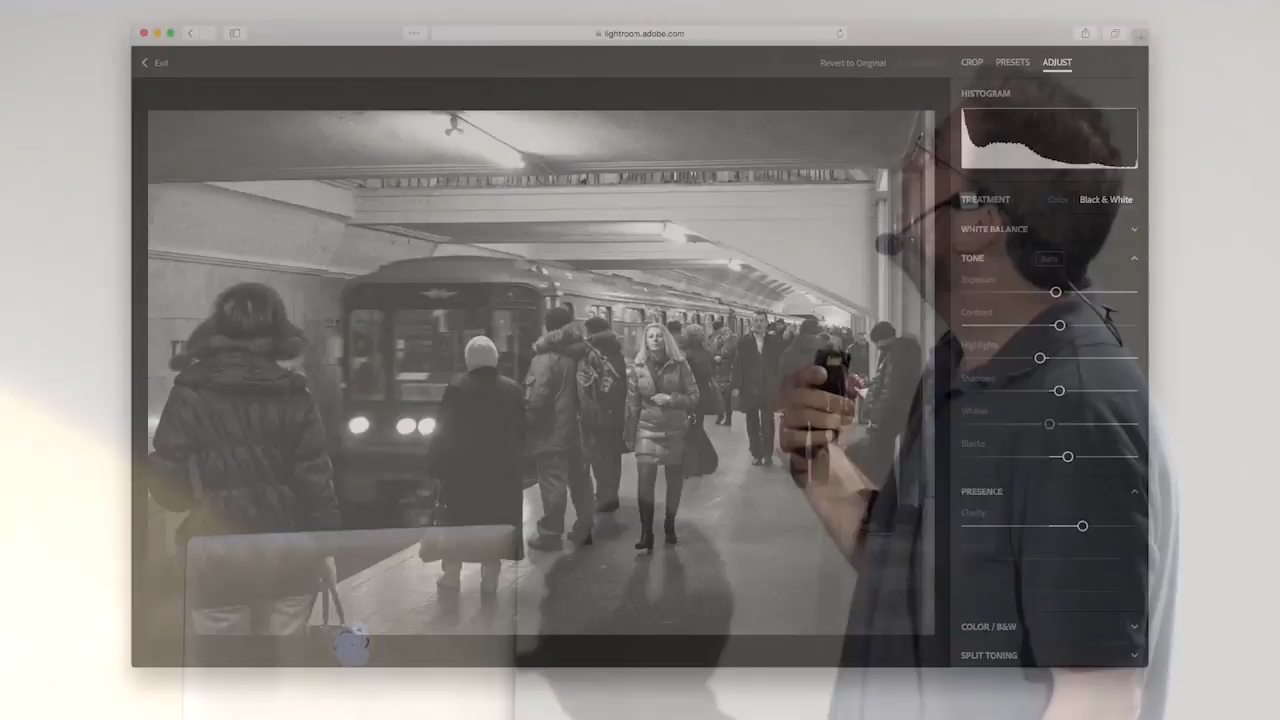 lightroom.adobe.com
Exit
Revert to Original
CROP PRESETS ADJUST
HISTOGRAM
TREATMENT Color Black & White
WHITE BALANCE
TONE Auto
Exposure
Contrast
Highlights
Shadows
Whites
Blacks
PRESENCE
Clarity
COLOR / B&W
SPLIT TONING